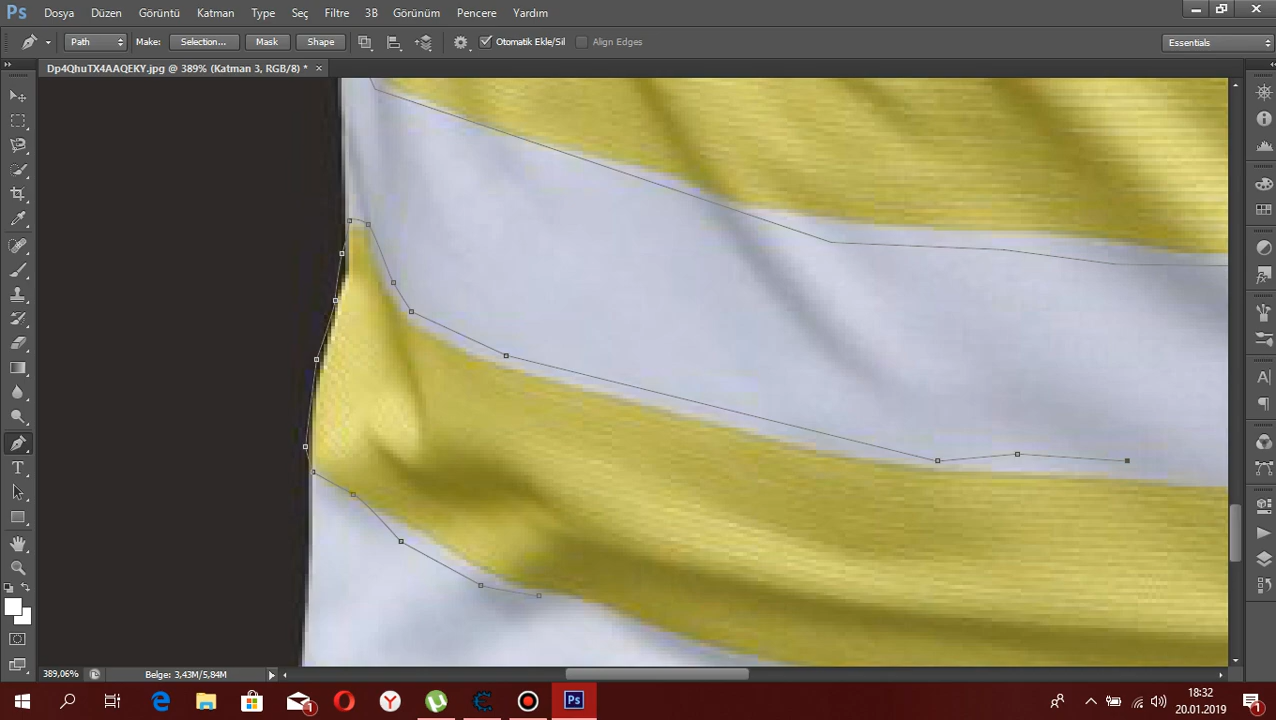 Ps Dosya Düzen Görüntü Katman Type Seç Filtre 3B Görünüm Pencere Yardım
Path Make: Selection... Mask Shape Otomatik Ekle/Sil Align Edges Essentials
Dp4QhuTX4AAQEKY.jpg @ 389% (Katman 3, RGB/8) *
389,06% Belge: 3,43M/5,84M
18:32
20.01.2019